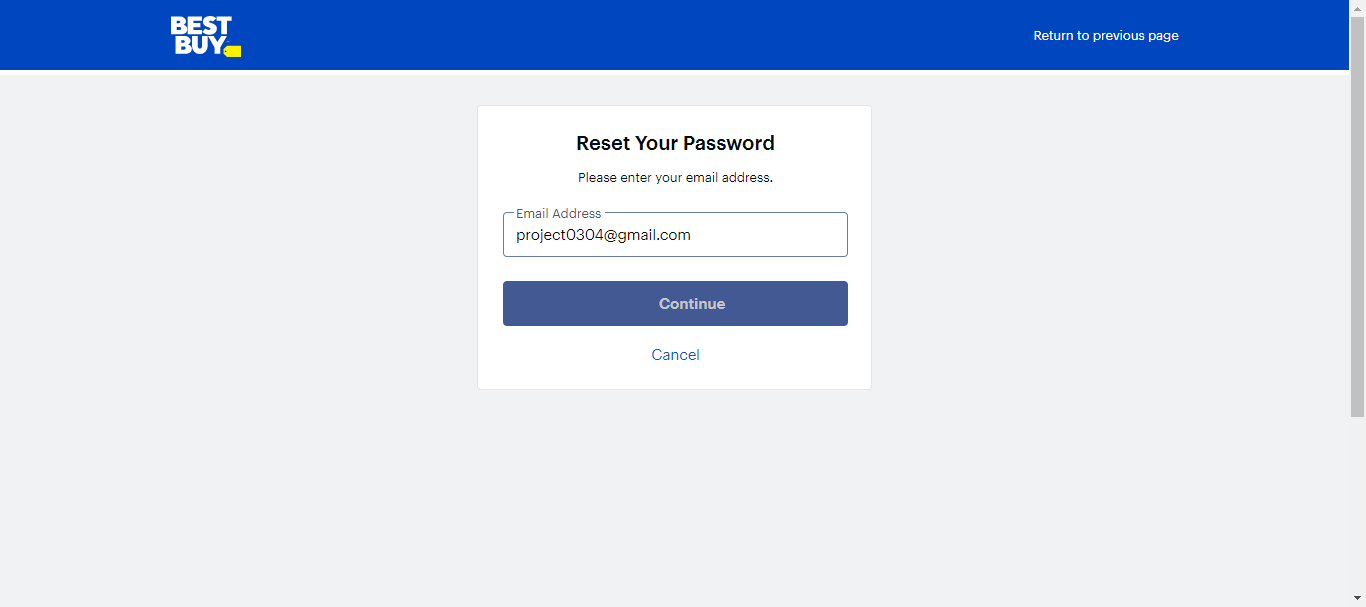 BEST
BUY
Return to previous page
Reset Your Password
Please enter your email address.
Email Address
project0304@gmail.com
Continue
Cancel